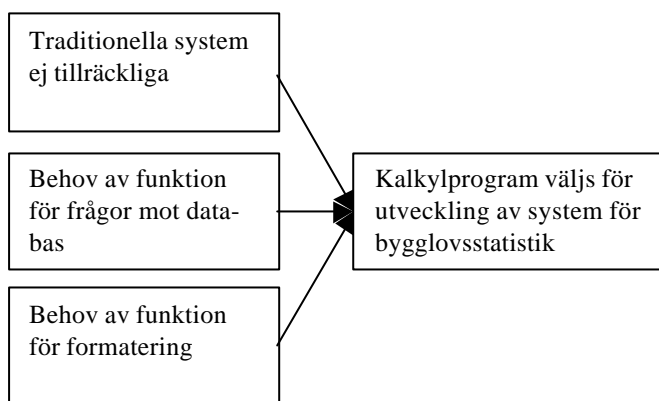 Traditionella system
ej tillräckliga
Behov av funktion
för frågor mot data-
bas
Kalkylprogram väljs för
utveckling av system för
bygglovsstatistik
Behov av funktion
för formatering